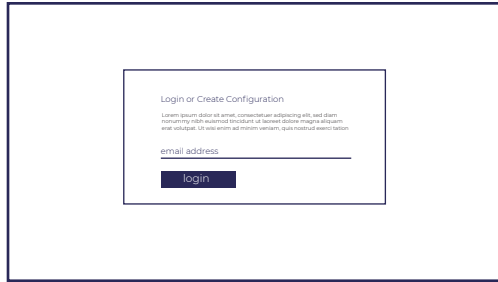 Login or Create Configuration
Lorem ipsum dolor sit amet, consectetuer adipiscing elit, sed diam
nonummy nibh euismod tincidunt ut laoreet dolore magna aliquam
erat volutpat. Ut wisi enim ad minim veniam, quis nostrud exerci tation
email address
login